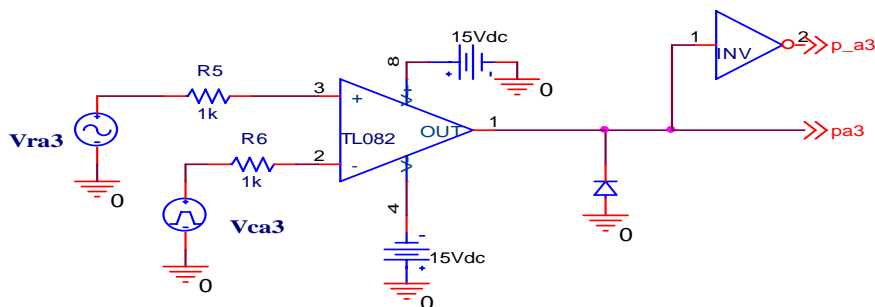 15Vdc
8
+
-
0
1
INV
2
p_a3
R5
1k
3
+
V+
Vra3
+
-
0
TL082
OUT
1
pa3
R6
1k
2
-
V-
Vca3
+
-
0
4
-
15Vdc
+
0
0